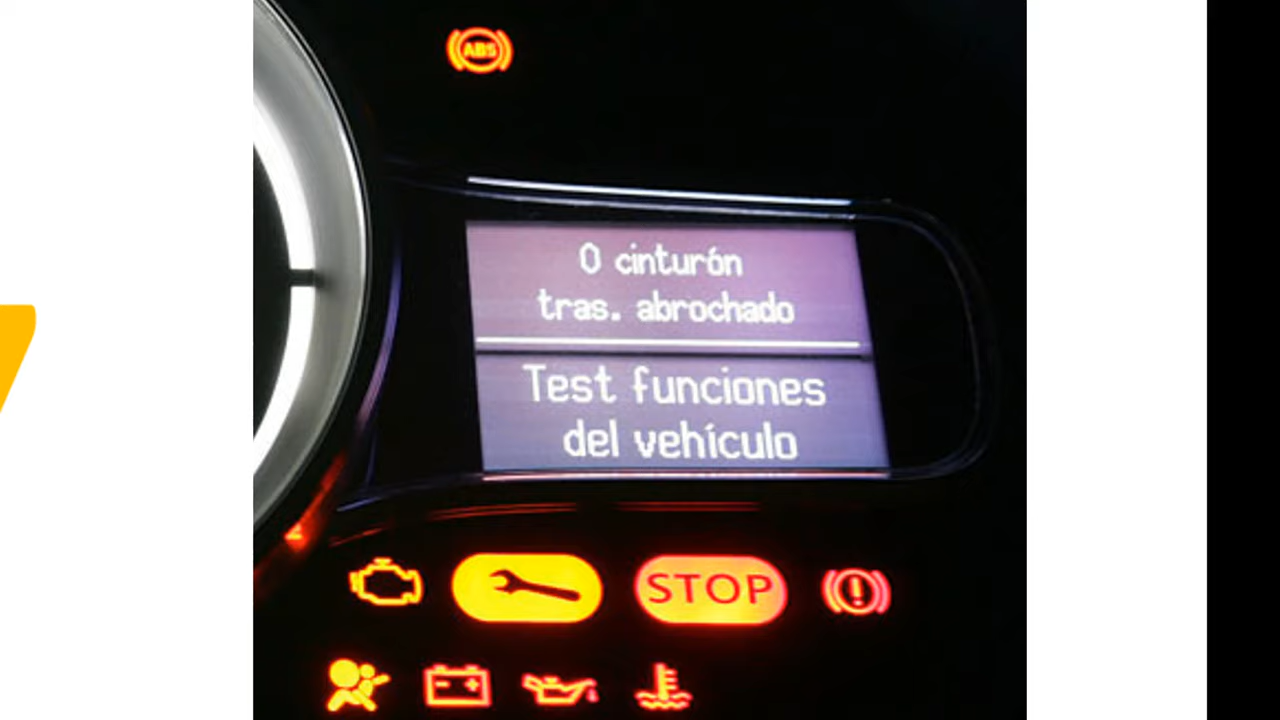 ABS
0 cinturón
tras. abrochado
Test funciones
del vehículo
STOP